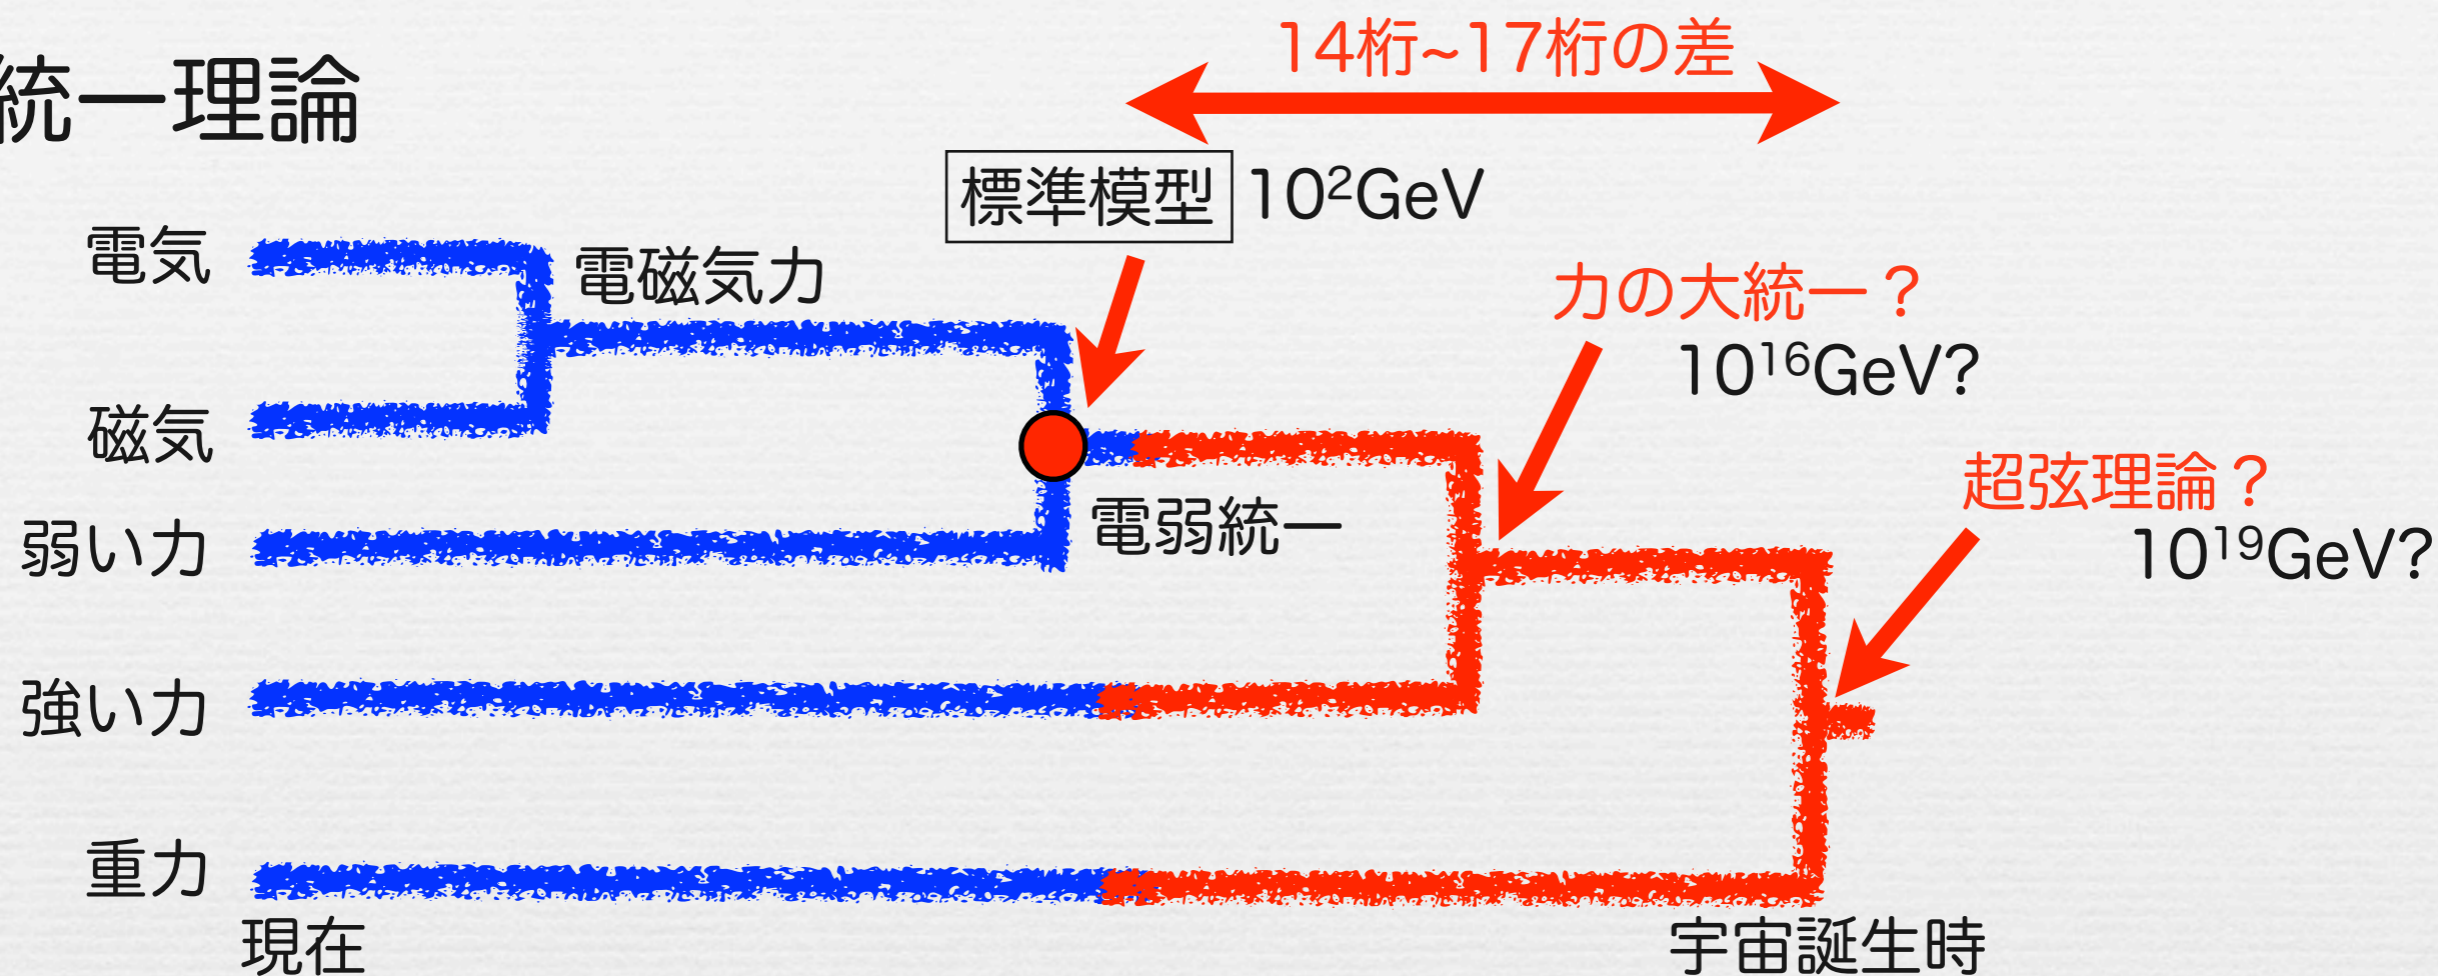 統一理論
14桁~17桁の差
標準模型 10²GeV
電気
電磁気力
力の大統一？
10¹⁶GeV?
磁気
超弦理論？
10¹⁹GeV?
弱い力
電弱統一
強い力
重力
現在
宇宙誕生時